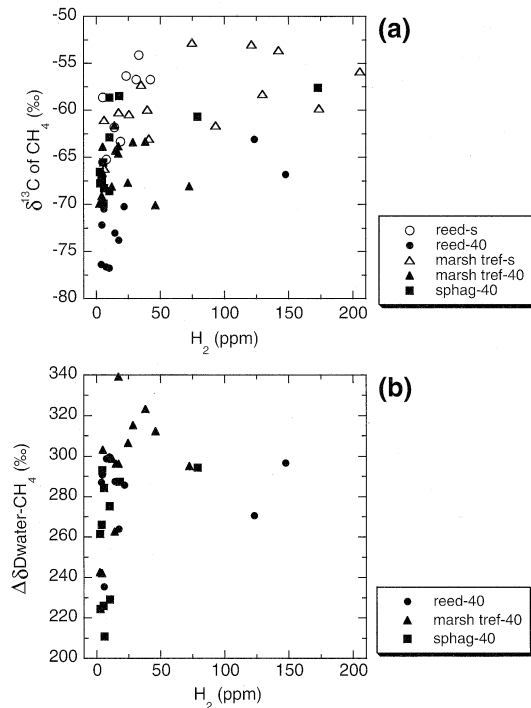 (a)
-50
-55
-60
-65
-70
-75
-80
δ¹³C of CH₄ (‰)
0 50 100 150 200
H₂ (ppm)
reed-s
reed-40
marsh tref-s
marsh tref-40
sphag-40
(b)
340
320
300
280
260
240
220
200
ΔδDwater-CH₄ (‰)
0 50 100 150 200
H₂ (ppm)
reed-40
marsh tref-40
sphag-40